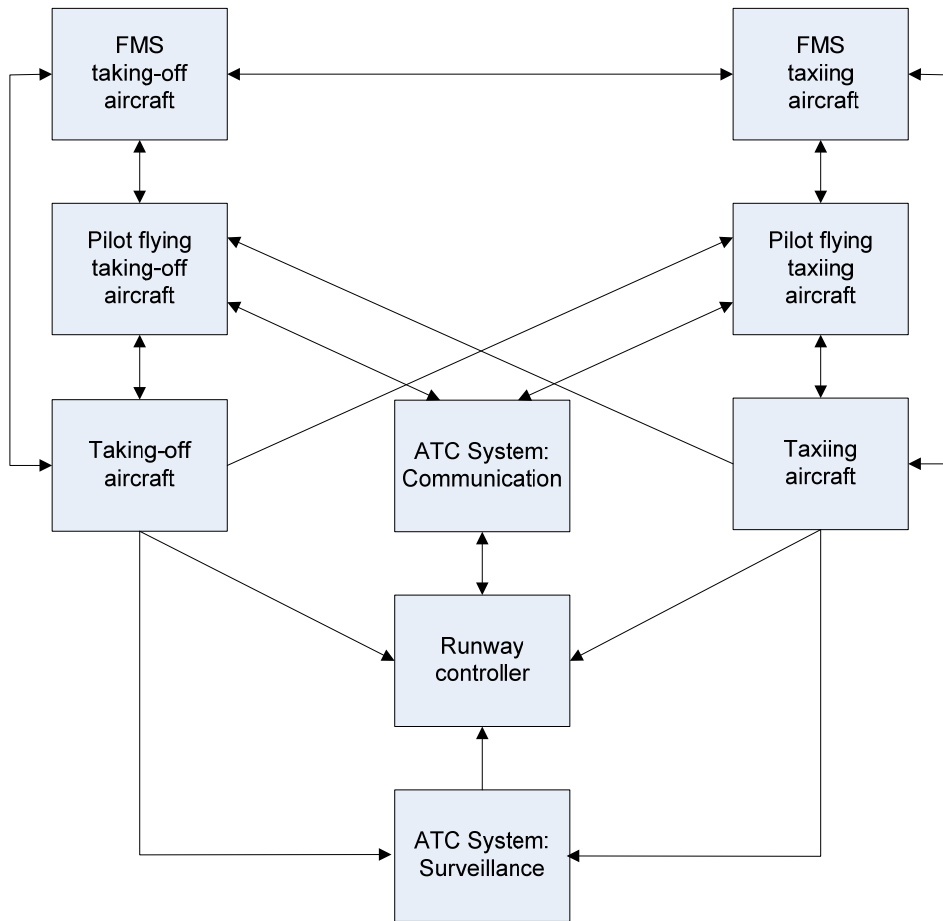 FMS
taking-off
aircraft
FMS
taxiing
aircraft
Pilot flying
taking-off
aircraft
Pilot flying
taxiing
aircraft
Taking-off
aircraft
ATC System:
Communication
Taxiing
aircraft
Runway
controller
ATC System:
Surveillance